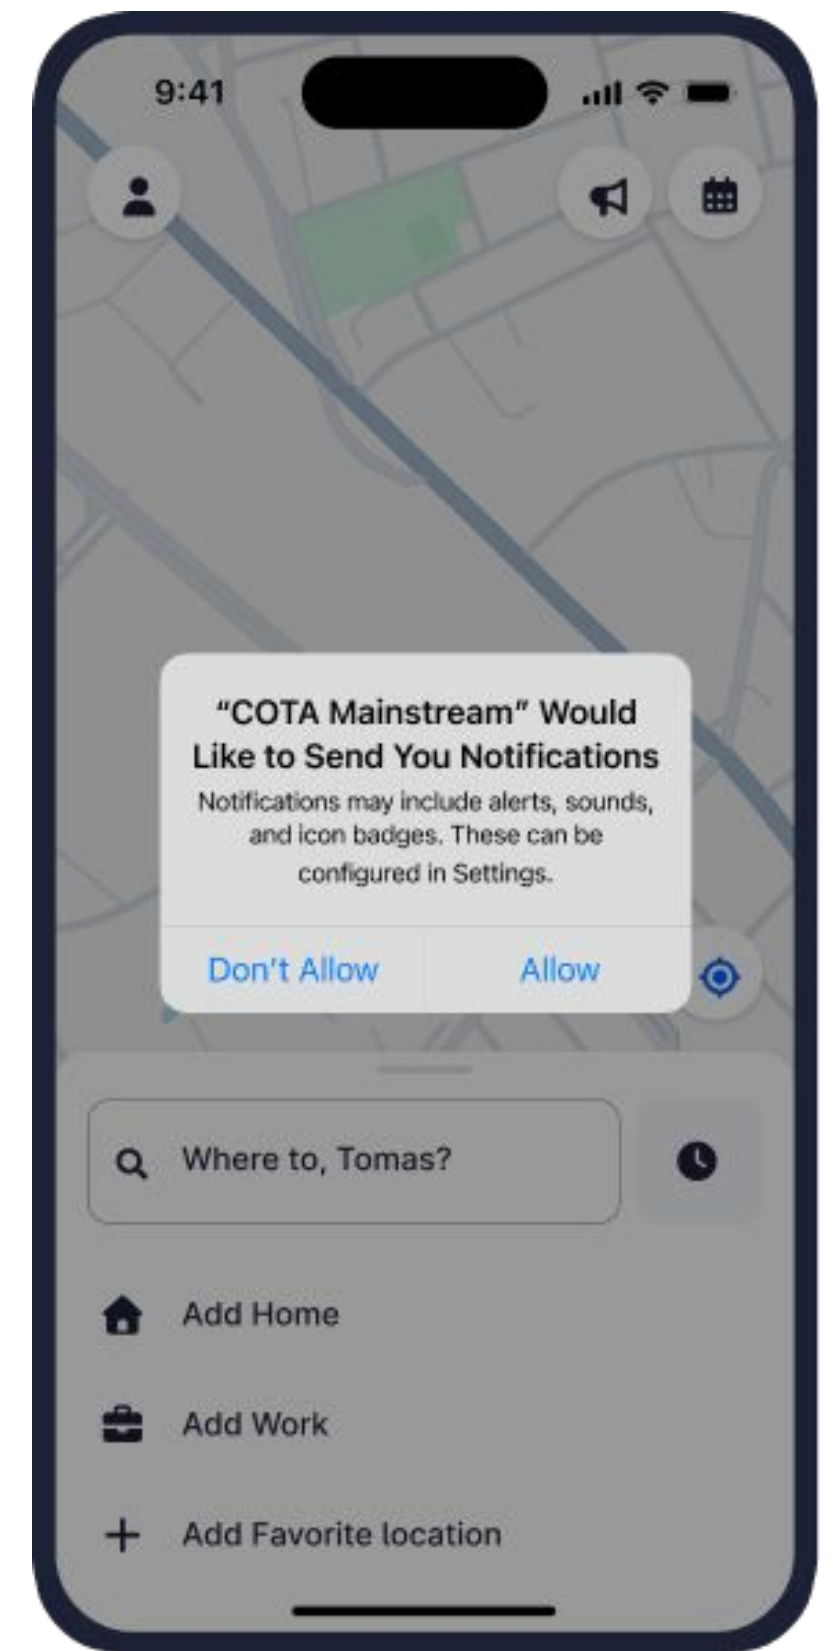 9:41
“COTA Mainstream” Would
Like to Send You Notifications
Notifications may include alerts, sounds,
and icon badges. These can be
configured in Settings.
Don't Allow
Allow
Where to, Tomas?
Add Home
Add Work
Add Favorite location